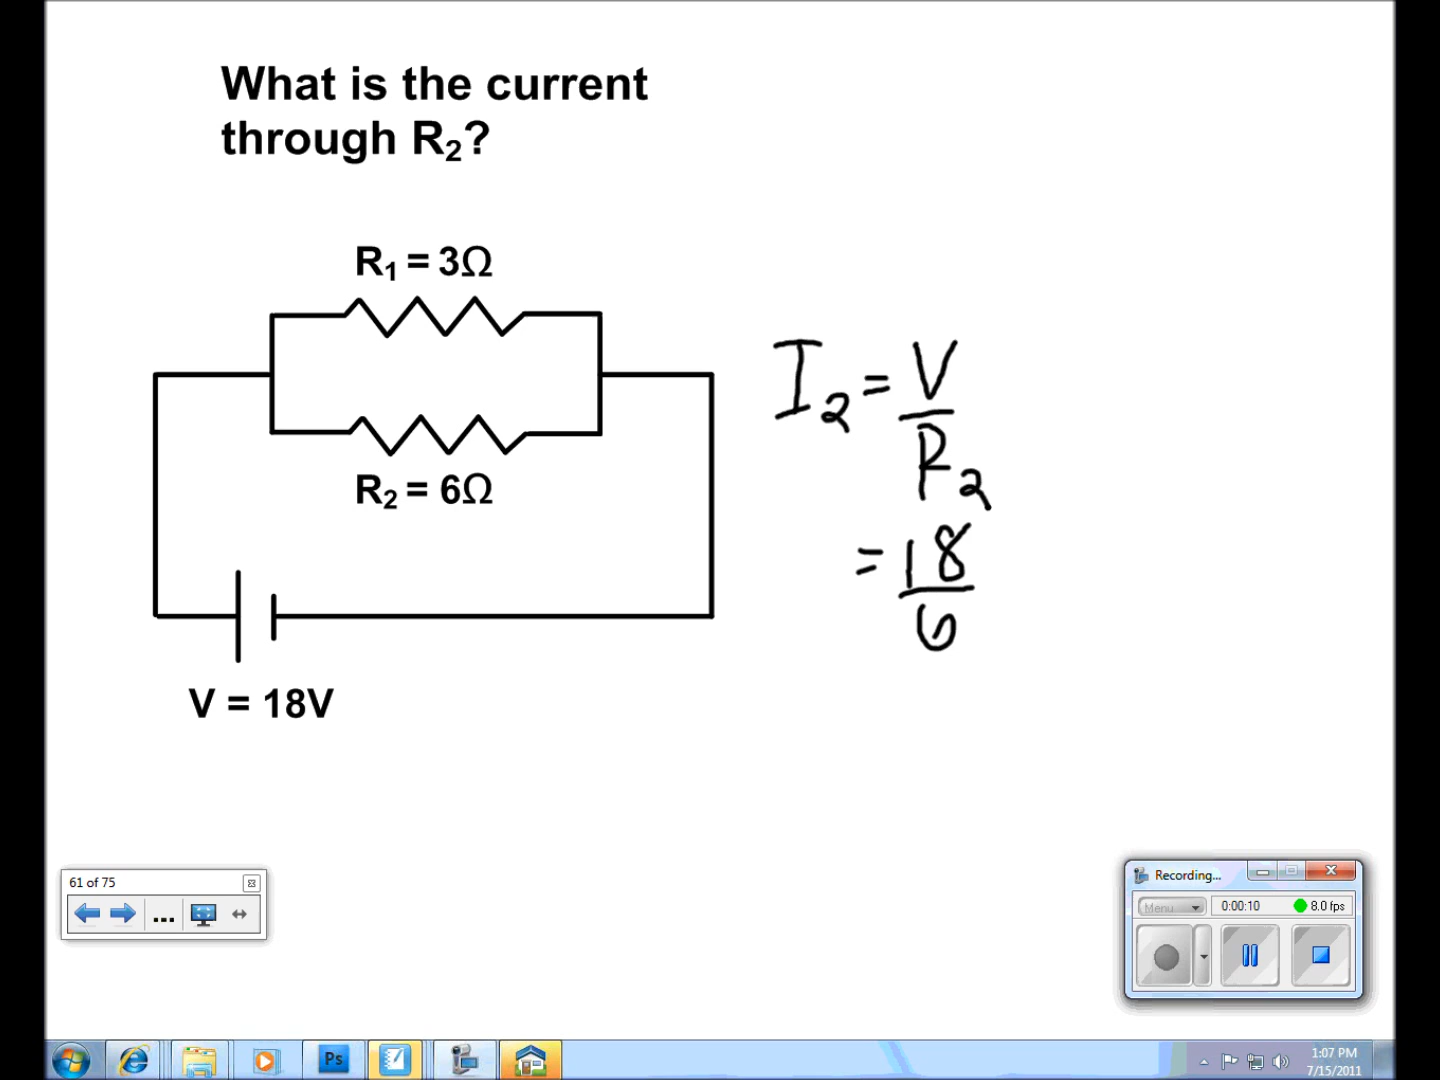 What is the current
through R₂?
R₁ = 3Ω
R₂ = 6Ω
V = 18V
I₂ = V
R₂
= 18
6
61 of 75
...
Recording...
Menu
0:00:10
8.0 fps
Ps
1:07 PM
7/15/2011